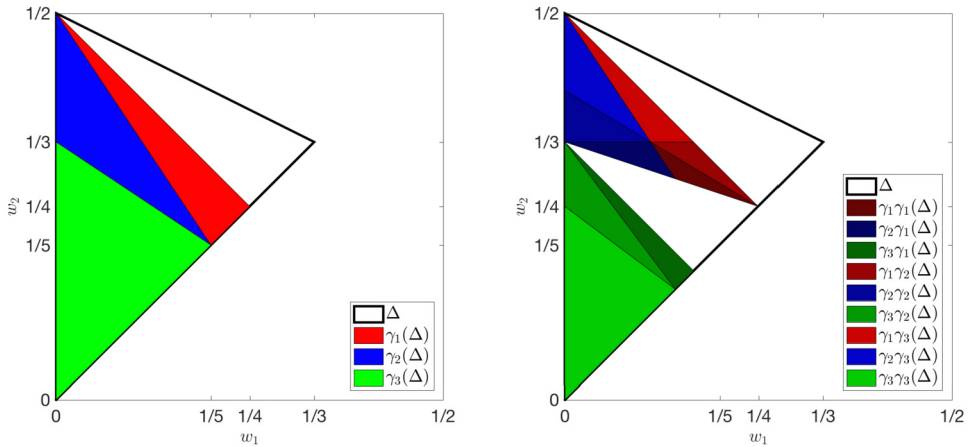 1/2
1/3
1/4
1/5
0
w₂
0
1/5
1/4
1/3
1/2
w₁
Δ
γ₁(Δ)
γ₂(Δ)
γ₃(Δ)
1/2
1/3
1/4
1/5
0
w₂
0
1/5
1/4
1/3
1/2
w₁
Δ
γ₁γ₁(Δ)
γ₂γ₁(Δ)
γ₃γ₁(Δ)
γ₁γ₂(Δ)
γ₂γ₂(Δ)
γ₃γ₂(Δ)
γ₁γ₃(Δ)
γ₂γ₃(Δ)
γ₃γ₃(Δ)